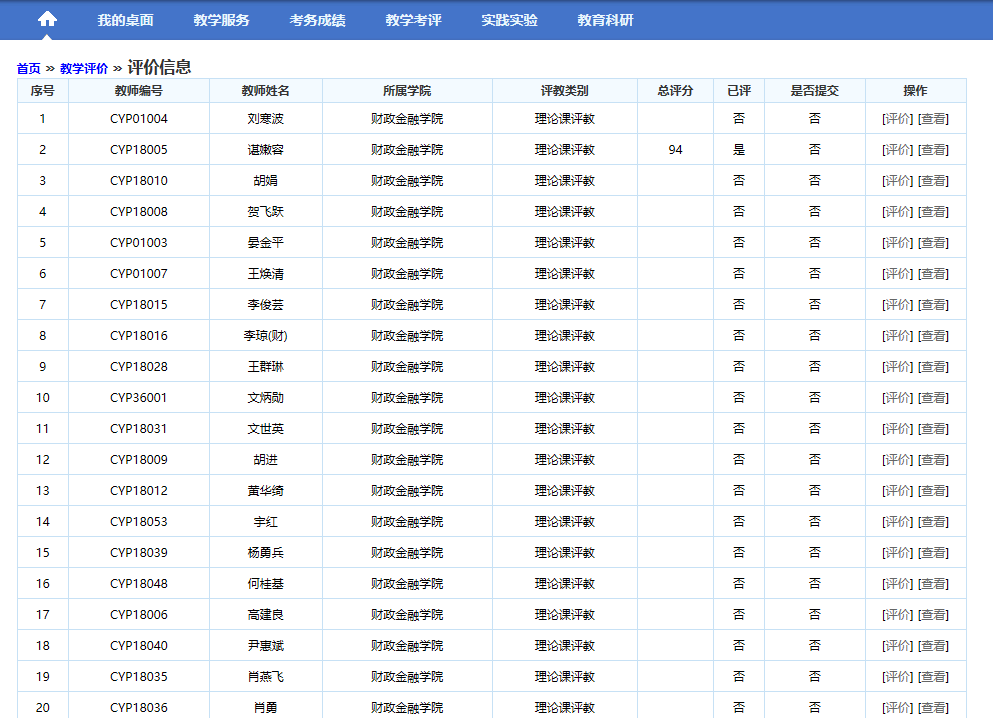 我的桌面 教学服务 考务成绩 教学考评 实践实验 教育科研
首页 » 教学评价 » 评价信息
序号 教师编号 教师姓名 所属学院 评教类别 总评分 已评 是否提交 操作
1 CYP01004 刘寒波 财政金融学院 理论课评教 否 否 [评价] [查看]
2 CYP18005 谌嫩容 财政金融学院 理论课评教 94 是 否 [评价] [查看]
3 CYP18010 胡娟 财政金融学院 理论课评教 否 否 [评价] [查看]
4 CYP18008 贺飞跃 财政金融学院 理论课评教 否 否 [评价] [查看]
5 CYP01003 晏金平 财政金融学院 理论课评教 否 否 [评价] [查看]
6 CYP01007 王焕清 财政金融学院 理论课评教 否 否 [评价] [查看]
7 CYP18015 李俊芸 财政金融学院 理论课评教 否 否 [评价] [查看]
8 CYP18016 李琼(财) 财政金融学院 理论课评教 否 否 [评价] [查看]
9 CYP18028 王群琳 财政金融学院 理论课评教 否 否 [评价] [查看]
10 CYP36001 文炳勋 财政金融学院 理论课评教 否 否 [评价] [查看]
11 CYP18031 文世英 财政金融学院 理论课评教 否 否 [评价] [查看]
12 CYP18009 胡进 财政金融学院 理论课评教 否 否 [评价] [查看]
13 CYP18012 黄华绮 财政金融学院 理论课评教 否 否 [评价] [查看]
14 CYP18053 宇红 财政金融学院 理论课评教 否 否 [评价] [查看]
15 CYP18039 杨勇兵 财政金融学院 理论课评教 否 否 [评价] [查看]
16 CYP18048 何桂基 财政金融学院 理论课评教 否 否 [评价] [查看]
17 CYP18006 高建良 财政金融学院 理论课评教 否 否 [评价] [查看]
18 CYP18040 尹惠斌 财政金融学院 理论课评教 否 否 [评价] [查看]
19 CYP18035 肖燕飞 财政金融学院 理论课评教 否 否 [评价] [查看]
20 CYP18036 肖勇 财政金融学院 理论课评教 否 否 [评价] [查看]